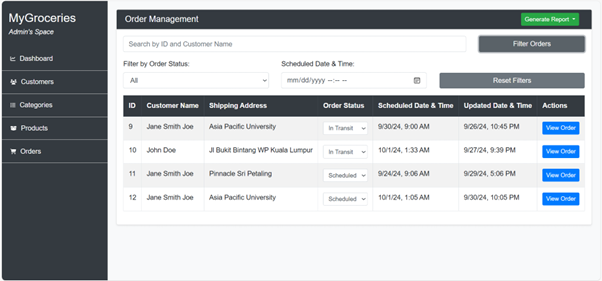 MyGroceries
Admin's Space
Dashboard
Customers
Categories
Products
Orders
Order Management
Generate Report
Search by ID and Customer Name
Filter Orders
Filter by Order Status:
Scheduled Date & Time:
All
mm/dd/yyyy --:-- --
Reset Filters
ID Customer Name Shipping Address Order Status Scheduled Date & Time Updated Date & Time Actions
9 Jane Smith Joe Asia Pacific University In Transit 9/30/24, 9:00 AM 9/26/24, 10:45 PM View Order
10 John Doe Jl Bukit Bintang WP Kuala Lumpur In Transit 10/1/24, 1:33 AM 9/27/24, 9:39 PM View Order
11 Jane Smith Joe Pinnacle Sri Petaling Scheduled 9/24/24, 9:06 AM 9/29/24, 5:06 PM View Order
12 Jane Smith Joe Asia Pacific University Scheduled 10/1/24, 1:05 AM 9/30/24, 10:05 PM View Order